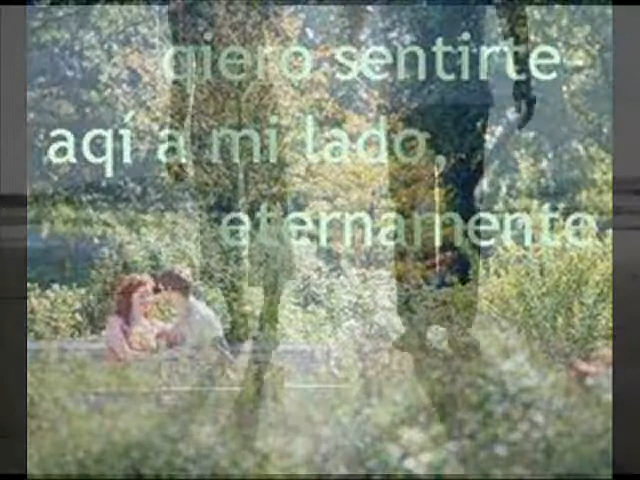 qiero sentirte
aqí a mi lado,
eternamente